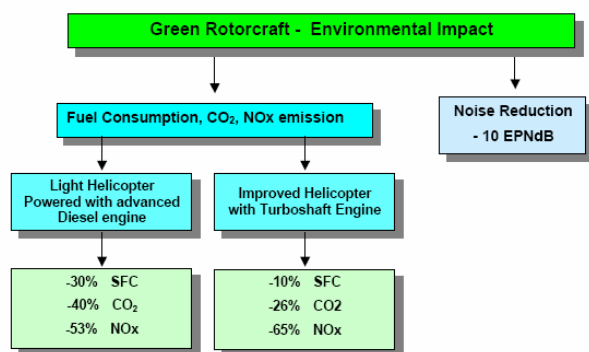 Green Rotorcraft - Environmental Impact
Fuel Consumption, CO₂, NOx emission
Noise Reduction
- 10 EPNdB
Light Helicopter
Powered with advanced
Diesel engine
Improved Helicopter
with Turboshaft Engine
-30% SFC
-40% CO₂
-53% NOx
-10% SFC
-26% CO2
-65% NOx